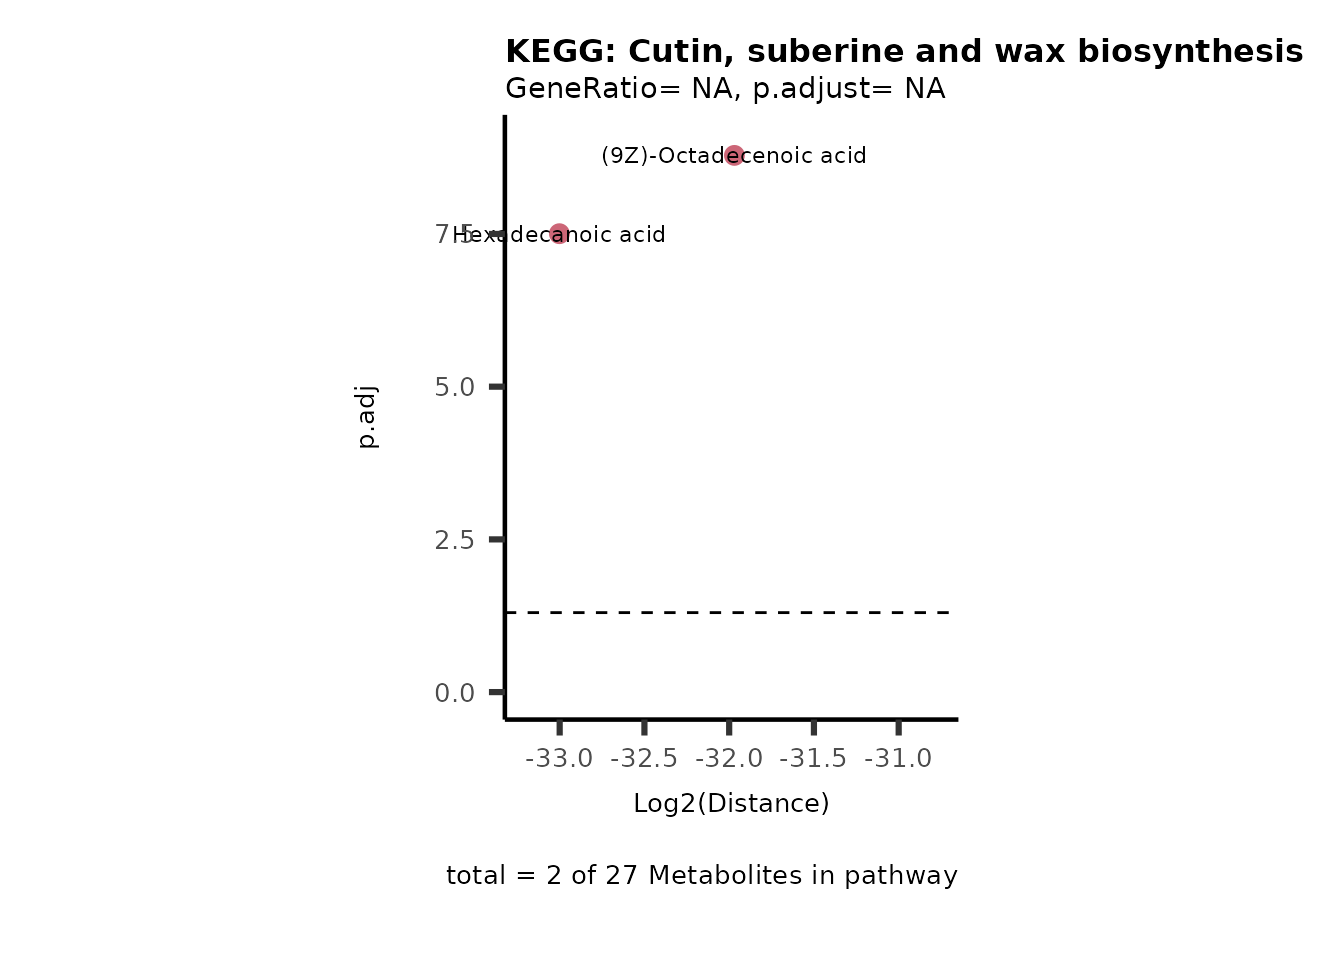 KEGG: Cutin, suberine and wax biosynthesis
GeneRatio= NA, p.adjust= NA
(9Z)-Octadecenoic acid
7.5
Hexadecanoic acid
5.0
p.adj
2.5
0.0
-33.0 -32.5 -32.0 -31.5 -31.0
Log2(Distance)
total = 2 of 27 Metabolites in pathway